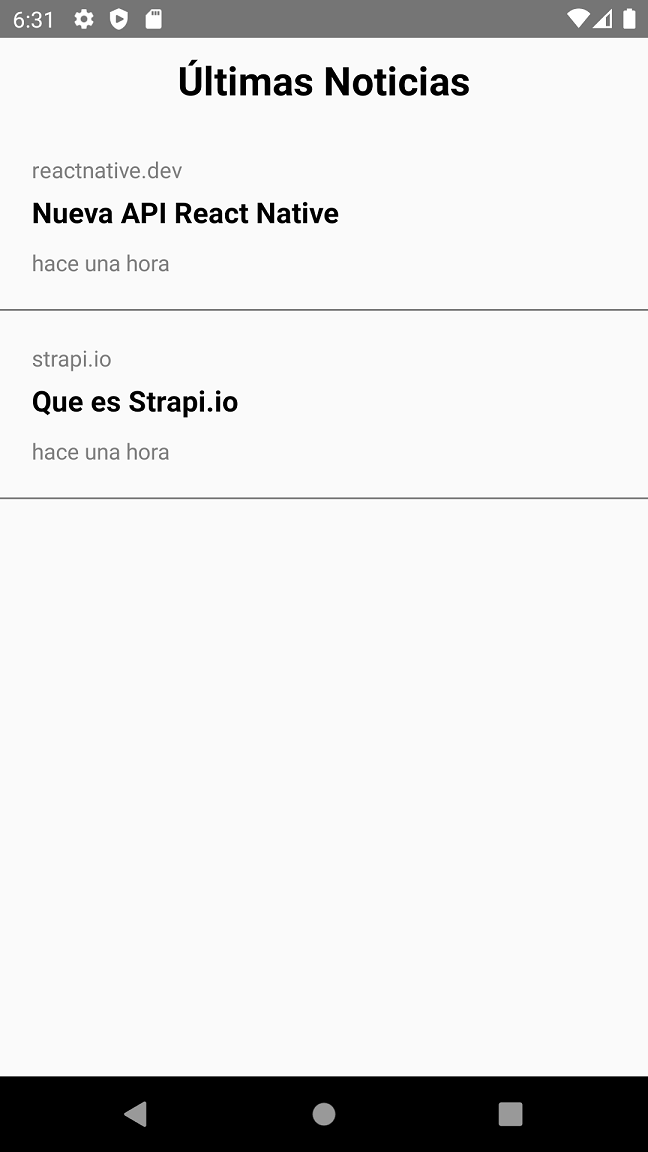 6:31
Últimas Noticias
reactnative.dev
Nueva API React Native
hace una hora
strapi.io
Que es Strapi.io
hace una hora